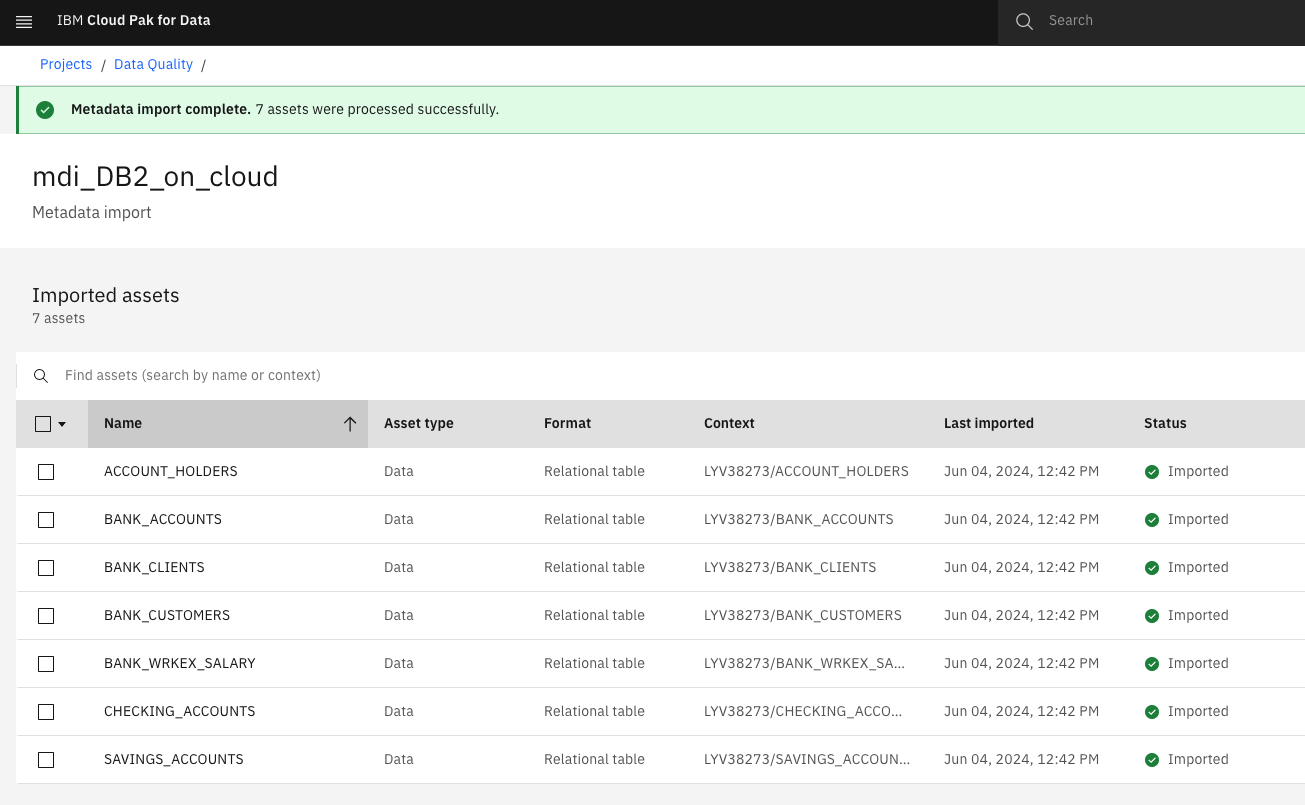 IBM Cloud Pak for Data
Search
Projects / Data Quality /
Metadata import complete. 7 assets were processed successfully.
mdi_DB2_on_cloud
Metadata import
Imported assets
7 assets
Find assets (search by name or context)
Name Asset type Format Context Last imported Status
ACCOUNT_HOLDERS Data Relational table LYV38273/ACCOUNT_HOLDERS Jun 04, 2024, 12:42 PM Imported
BANK_ACCOUNTS Data Relational table LYV38273/BANK_ACCOUNTS Jun 04, 2024, 12:42 PM Imported
BANK_CLIENTS Data Relational table LYV38273/BANK_CLIENTS Jun 04, 2024, 12:42 PM Imported
BANK_CUSTOMERS Data Relational table LYV38273/BANK_CUSTOMERS Jun 04, 2024, 12:42 PM Imported
BANK_WRKEX_SALARY Data Relational table LYV38273/BANK_WRKEX_SA... Jun 04, 2024, 12:42 PM Imported
CHECKING_ACCOUNTS Data Relational table LYV38273/CHECKING_ACCO... Jun 04, 2024, 12:42 PM Imported
SAVINGS_ACCOUNTS Data Relational table LYV38273/SAVINGS_ACCOUN... Jun 04, 2024, 12:42 PM Imported